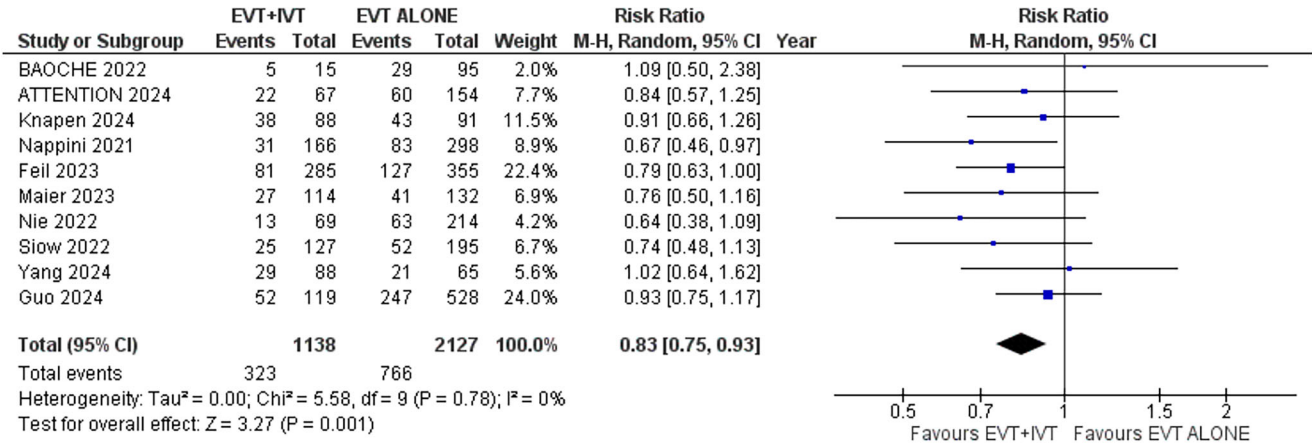 EVT+IVT EVT ALONE Risk Ratio Risk Ratio
Study or Subgroup Events Total Events Total Weight M-H, Random, 95% CI Year M-H, Random, 95% CI
BAOCHE 2022 5 15 29 95 2.0% 1.09 [0.50, 2.38]
ATTENTION 2024 22 67 60 154 7.7% 0.84 [0.57, 1.25]
Knapen 2024 38 88 43 91 11.5% 0.91 [0.66, 1.26]
Nappini 2021 31 166 83 298 8.9% 0.67 [0.46, 0.97]
Feil 2023 81 285 127 355 22.4% 0.79 [0.63, 1.00]
Maier 2023 27 114 41 132 6.9% 0.76 [0.50, 1.16]
Nie 2022 13 69 63 214 4.2% 0.64 [0.38, 1.09]
Siow 2022 25 127 52 195 6.7% 0.74 [0.48, 1.13]
Yang 2024 29 88 21 65 5.6% 1.02 [0.64, 1.62]
Guo 2024 52 119 247 528 24.0% 0.93 [0.75, 1.17]
Total (95% CI) 1138 2127 100.0% 0.83 [0.75, 0.93]
Total events 323 766
Heterogeneity: Tau² = 0.00; Chi² = 5.58, df = 9 (P = 0.78); I² = 0%
Test for overall effect: Z = 3.27 (P = 0.001)
0.5 0.7 1 1.5 2
Favours EVT+IVT Favours EVT ALONE